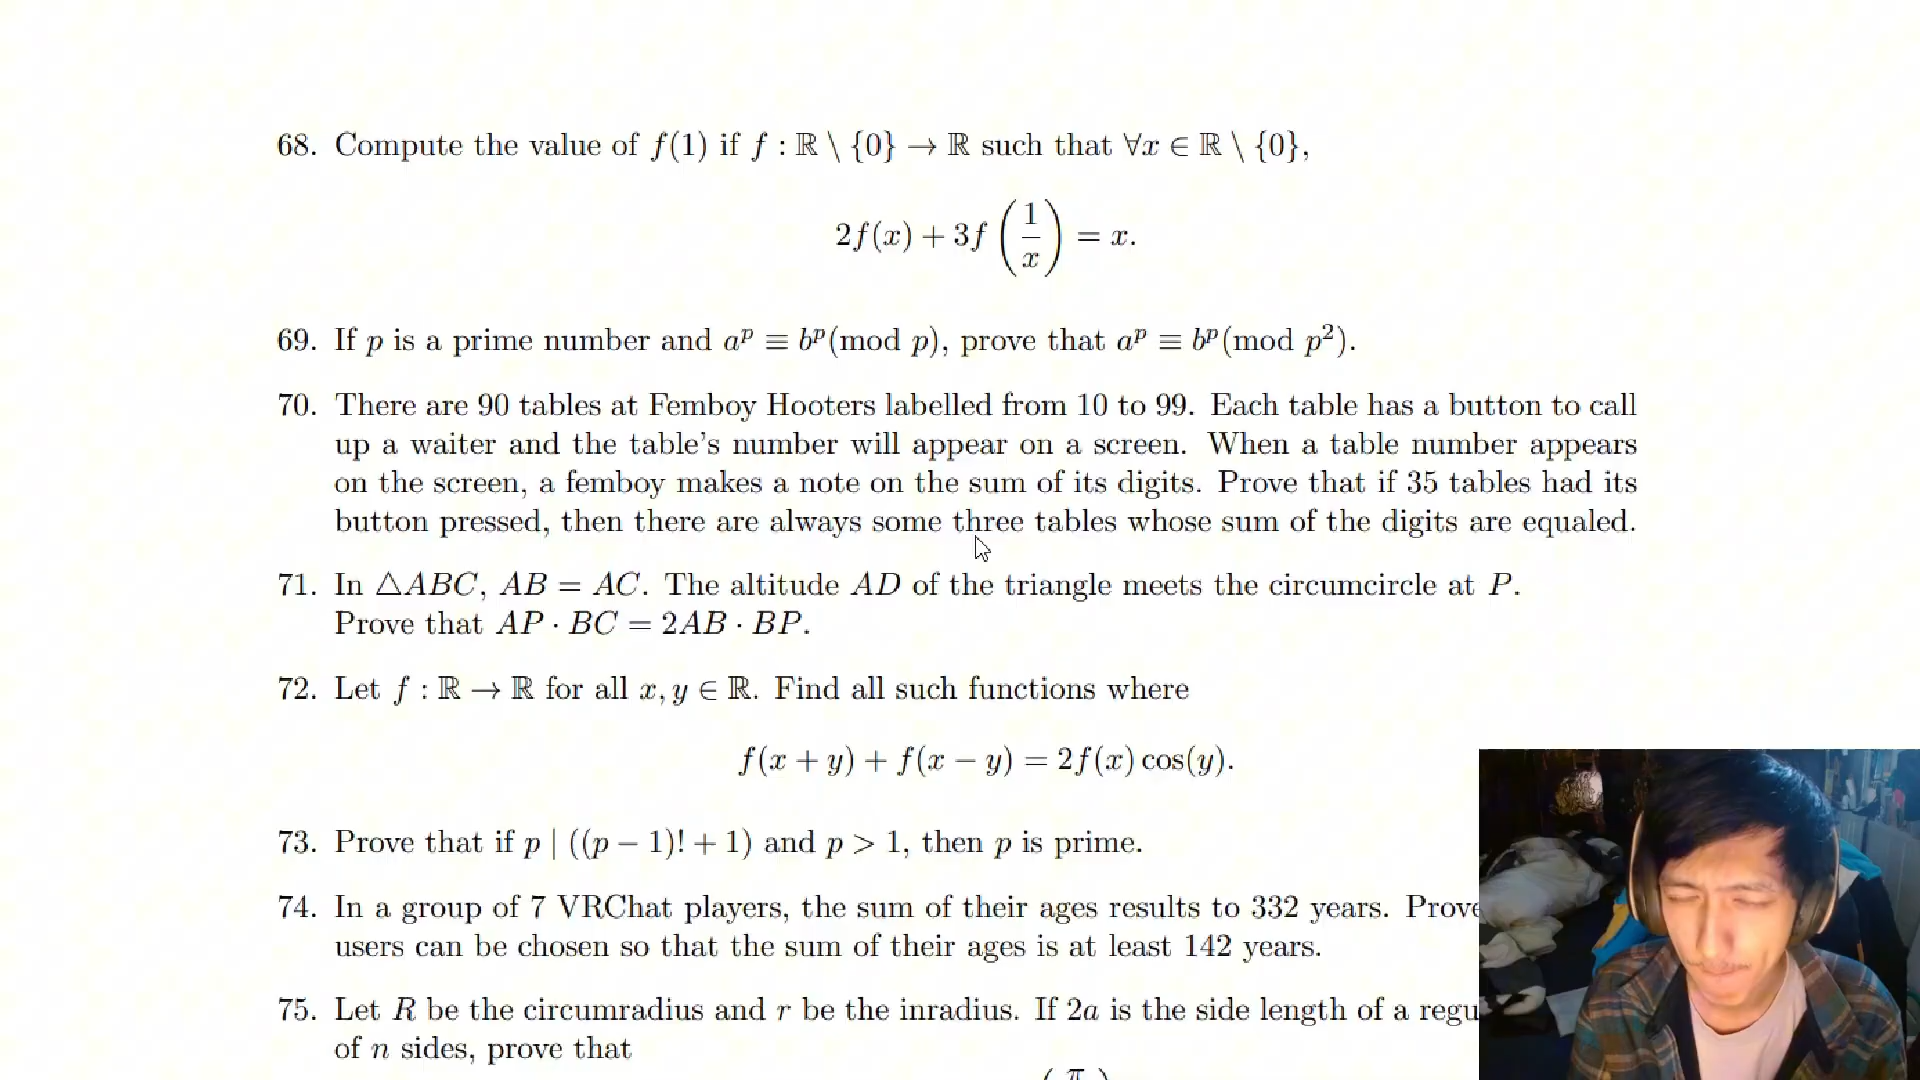 68. Compute the value of f(1) if f : ℝ \ {0} → ℝ such that ∀x ∈ ℝ \ {0},
2f(x) + 3f(1/x) = x.
69. If p is a prime number and a^p ≡ b^p(mod p), prove that a^p ≡ b^p(mod p^2).
70. There are 90 tables at Femboy Hooters labelled from 10 to 99. Each table has a button to call
up a waiter and the table's number will appear on a screen. When a table number appears
on the screen, a femboy makes a note on the sum of its digits. Prove that if 35 tables had its
button pressed, then there are always some three tables whose sum of the digits are equaled.
71. In △ABC, AB = AC. The altitude AD of the triangle meets the circumcircle at P.
Prove that AP · BC = 2AB · BP.
72. Let f : ℝ → ℝ for all x, y ∈ ℝ. Find all such functions where
f(x + y) + f(x − y) = 2f(x) cos(y).
73. Prove that if p | ((p − 1)! + 1) and p > 1, then p is prime.
74. In a group of 7 VRChat players, the sum of their ages results to 332 years. Prove
users can be chosen so that the sum of their ages is at least 142 years.
75. Let R be the circumradius and r be the inradius. If 2a is the side length of a regu
of n sides, prove that